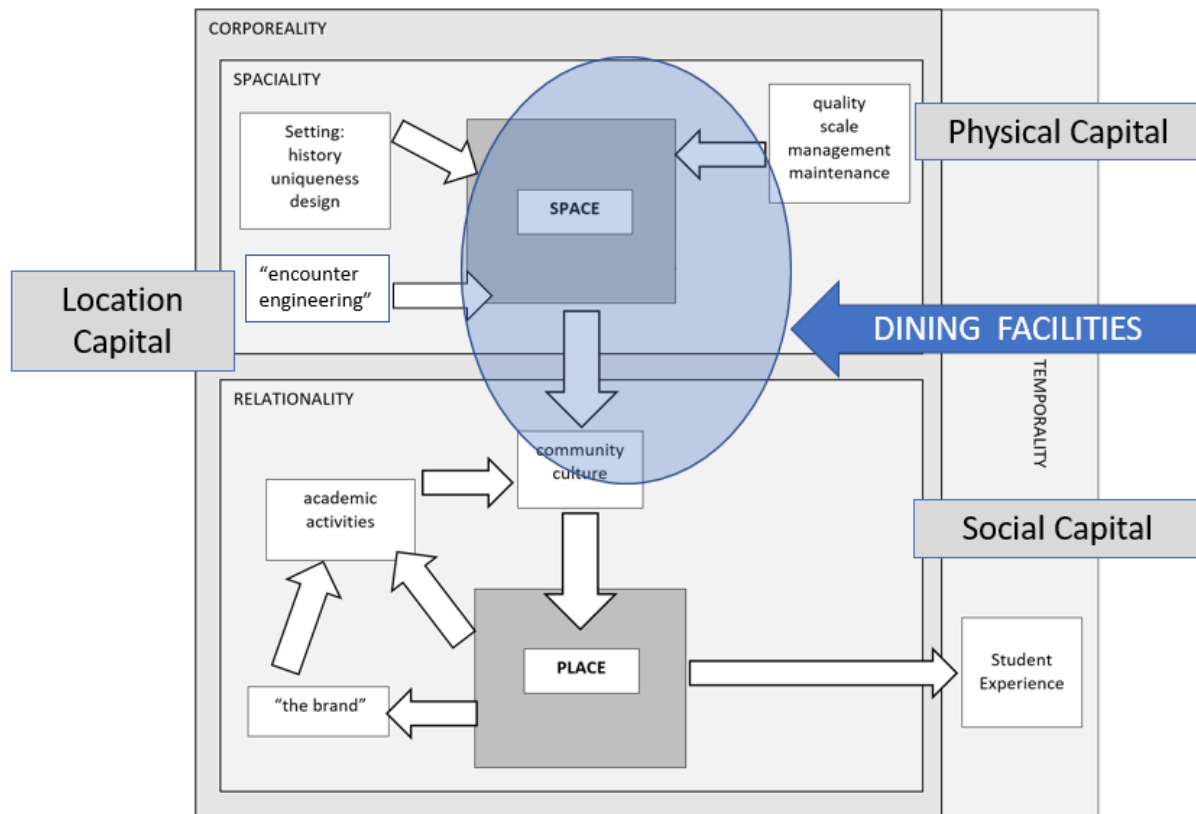 CORPOREALITY
SPACIALITY
Setting:
history
uniqueness
design
quality
scale
management
maintenance
Physical Capital
SPACE
“encounter
engineering”
Location
Capital
DINING FACILITIES
TEMPORALITY
RELATIONALITY
community
culture
academic
activities
Social Capital
PLACE
Student
Experience
“the brand”